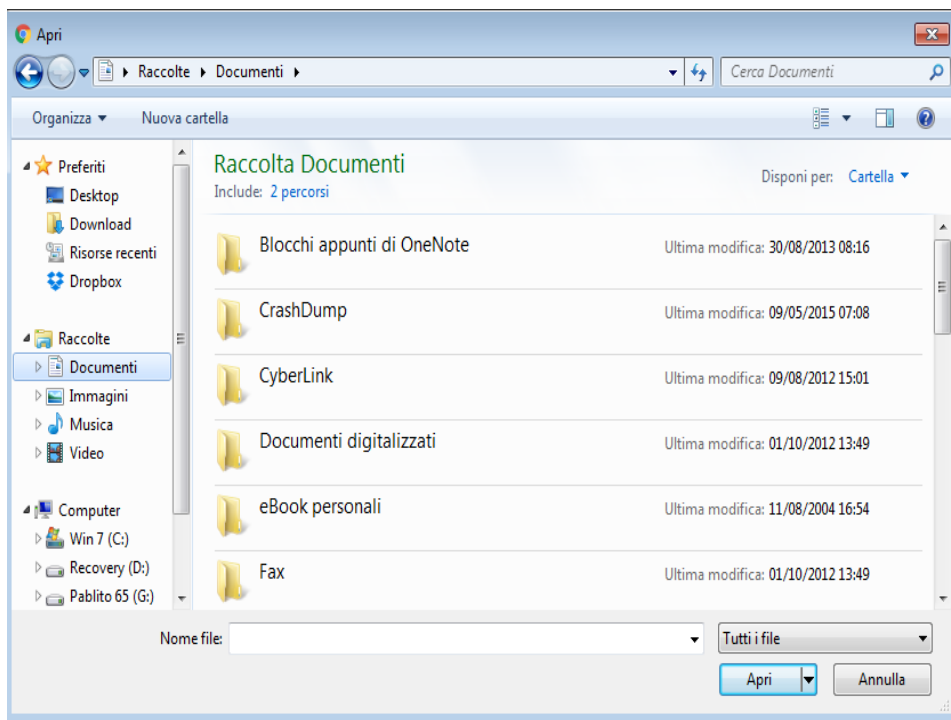 Apri
Raccolte Documenti
Cerca Documenti
Organizza Nuova cartella
Preferiti
Desktop
Download
Risorse recenti
Dropbox
Raccolte
Documenti
Immagini
Musica
Video
Computer
Win 7 (C:)
Recovery (D:)
Pablito 65 (G:)
Raccolta Documenti
Include: 2 percorsi
Disponi per: Cartella
Blocchi appunti di OneNote Ultima modifica: 30/08/2013 08:16
CrashDump Ultima modifica: 09/05/2015 07:08
CyberLink Ultima modifica: 09/08/2012 15:01
Documenti digitalizzati Ultima modifica: 01/10/2012 13:49
eBook personali Ultima modifica: 11/08/2004 16:54
Fax Ultima modifica: 01/10/2012 13:49
Nome file: Tutti i file
Apri Annulla